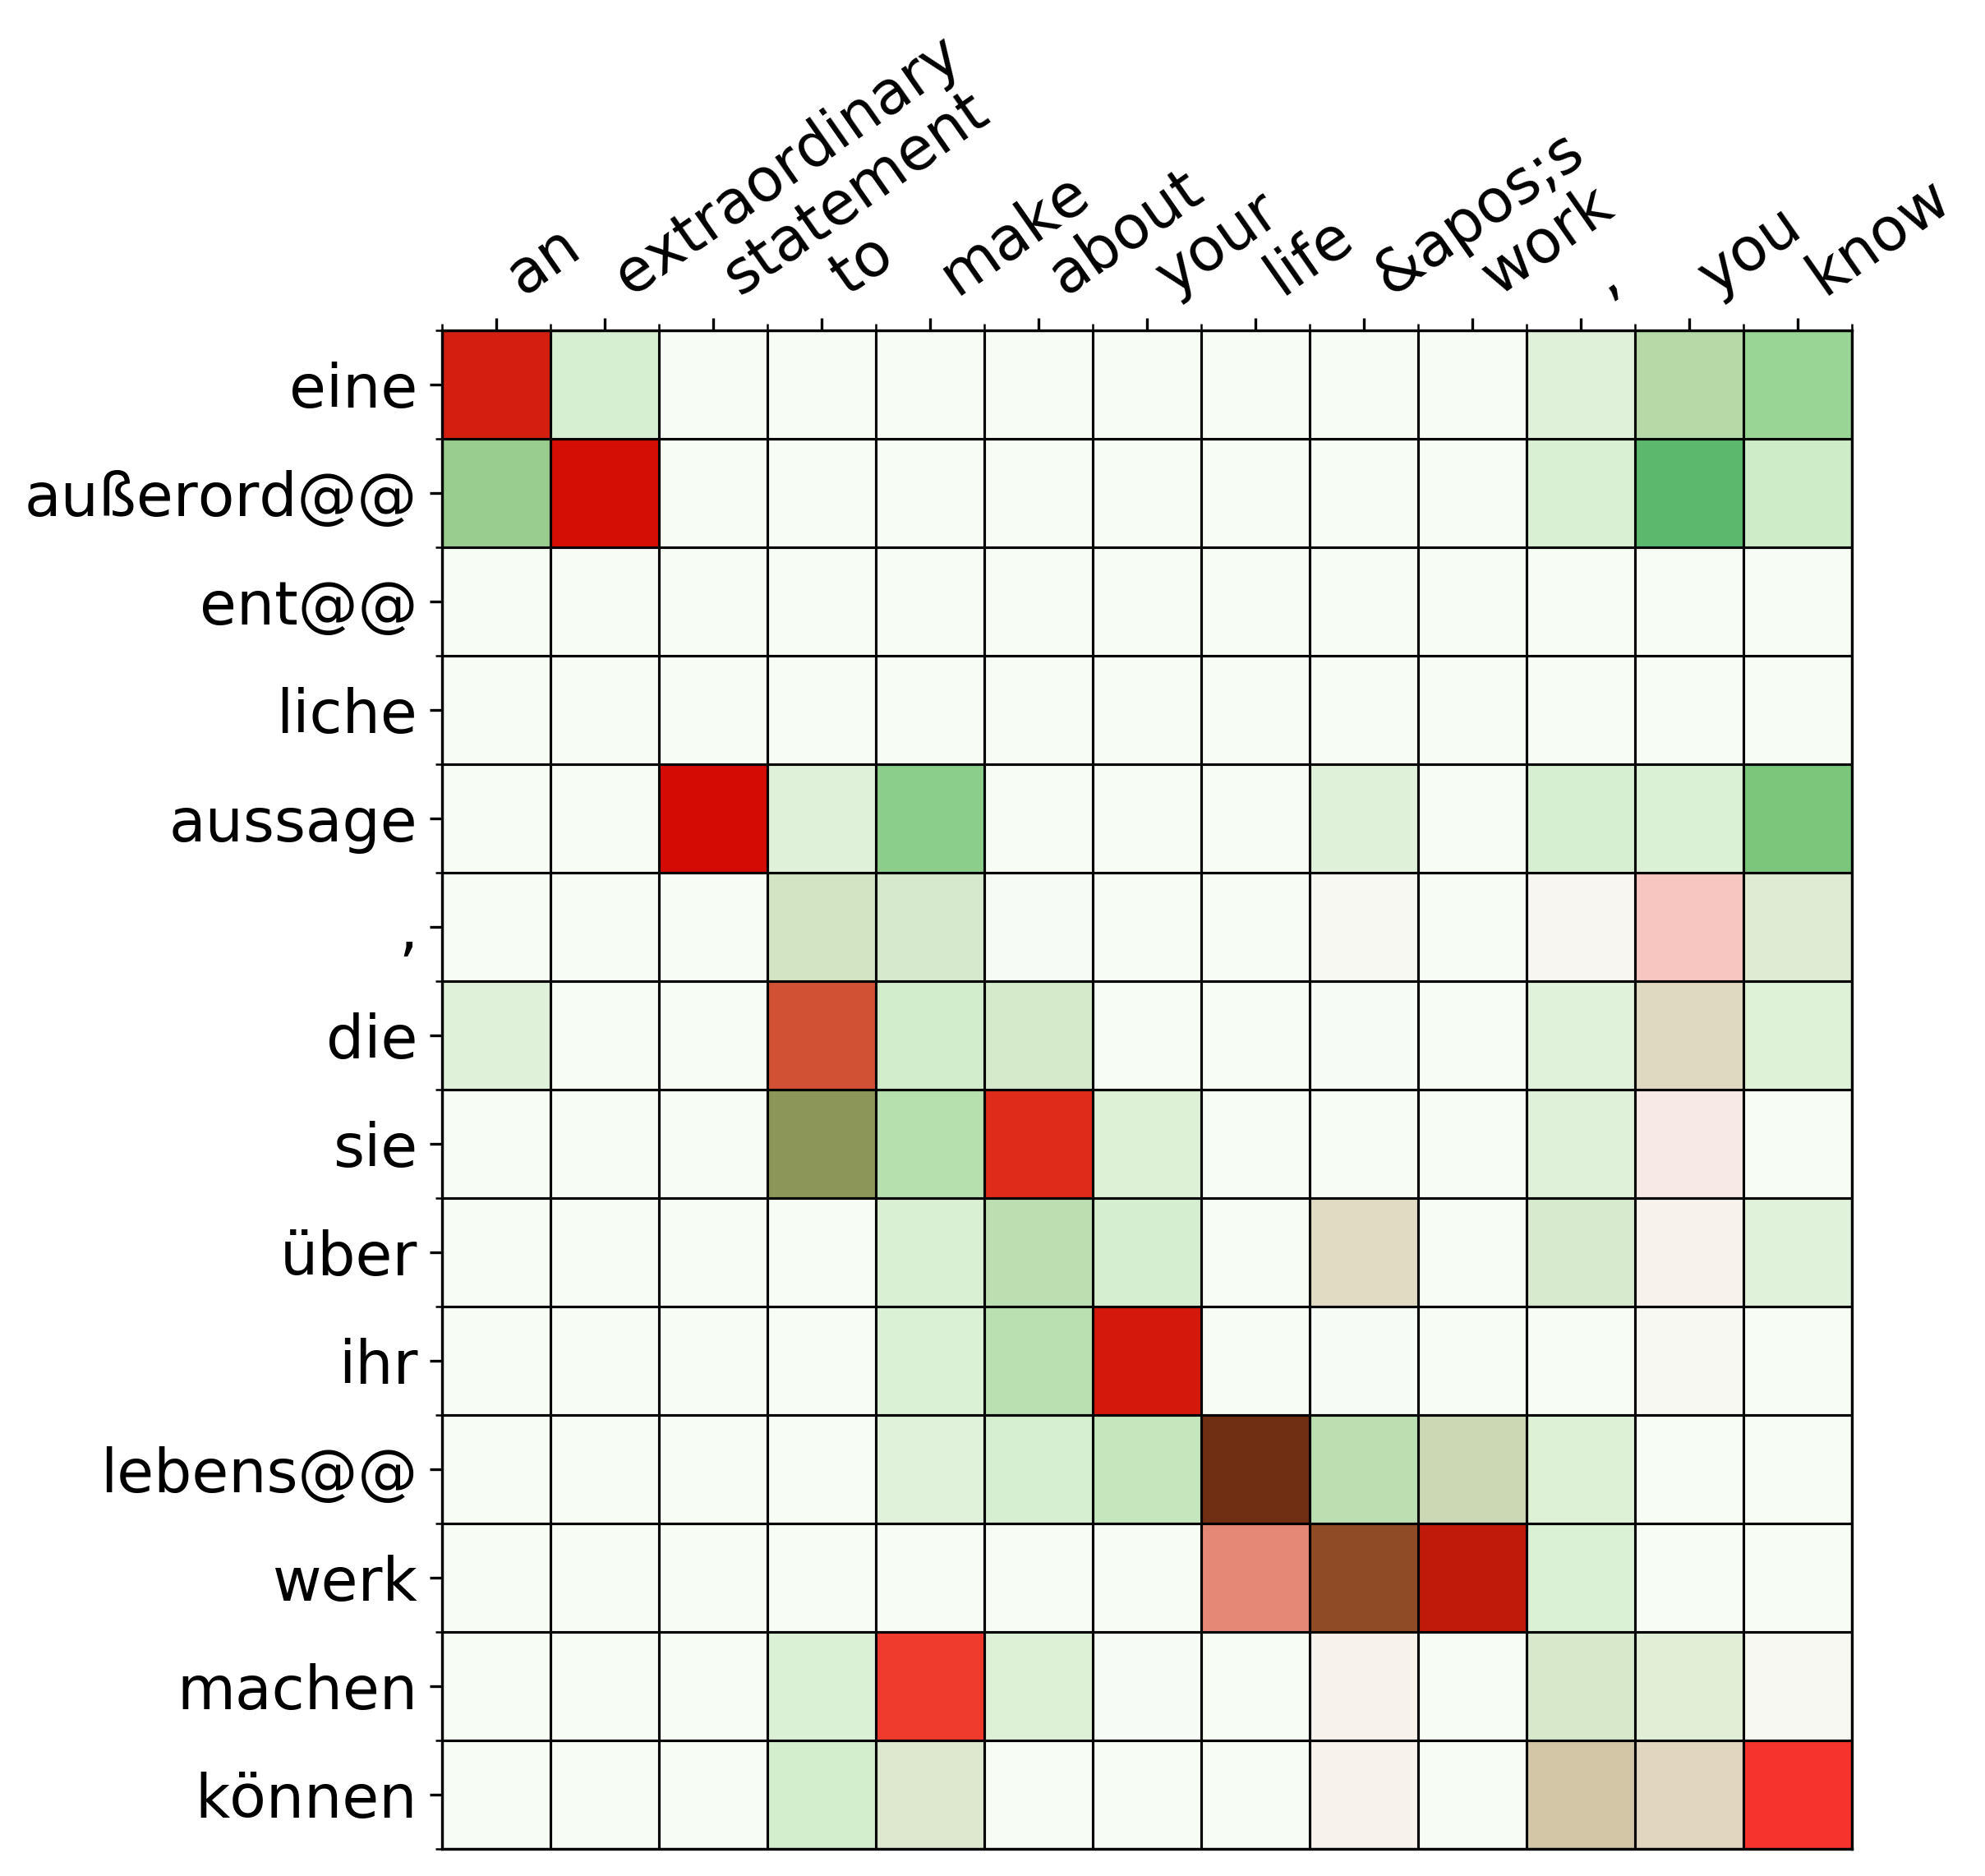 an
extraordinary
statement
to
make
about
your
life
&apos;s
work
,
you
know
eine
außerord@@
ent@@
liche
aussage
,
die
sie
über
ihr
lebens@@
werk
machen
können